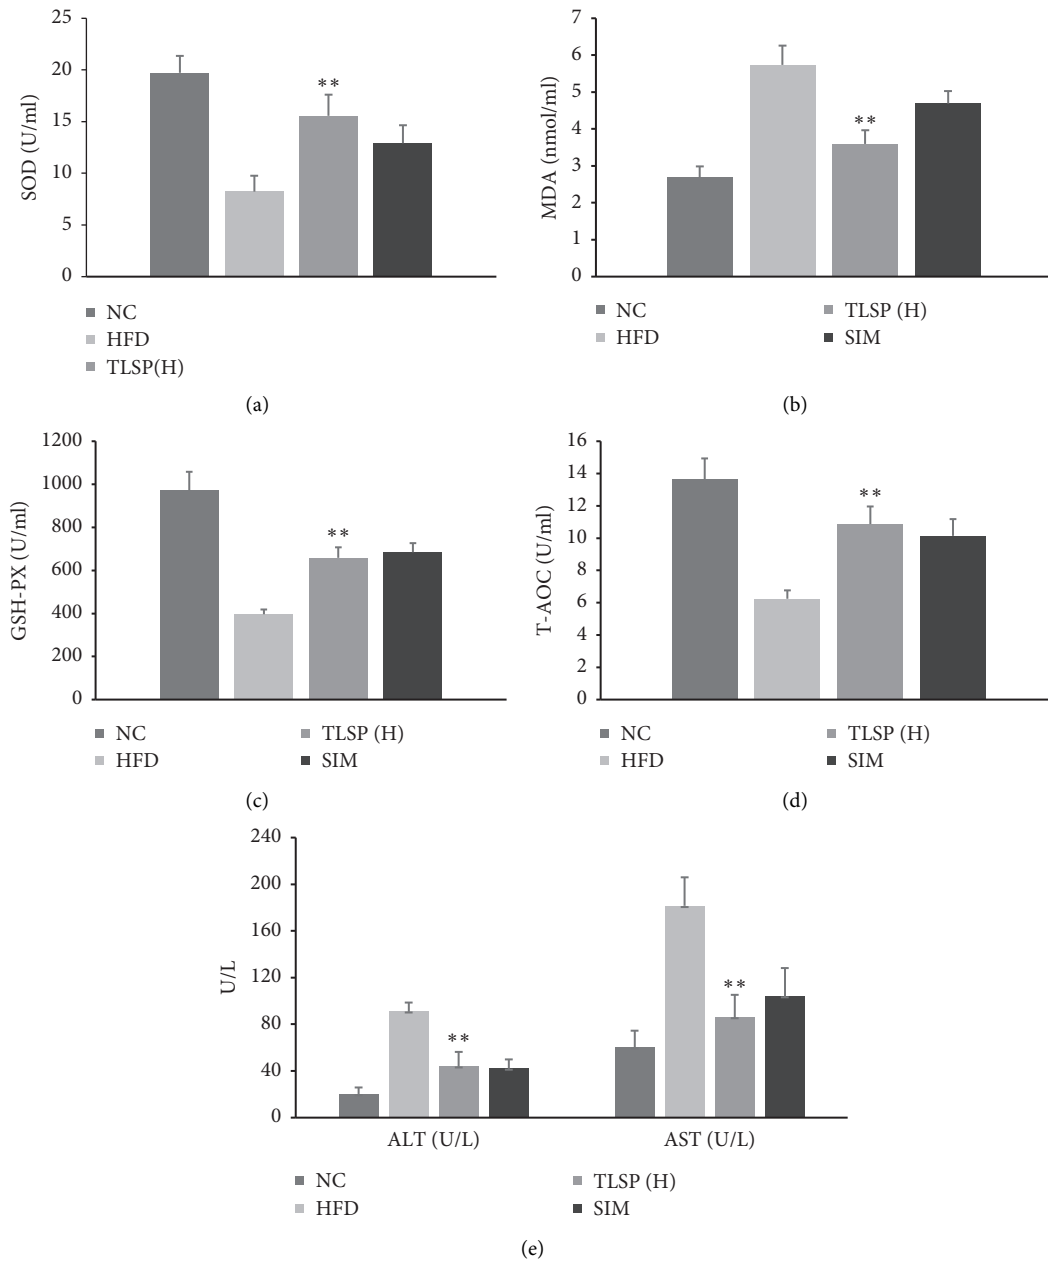 25
20
15
10
5
0
SOD (U/ml)
**
NC
HFD
TLSP(H)
(a)
7
6
5
4
3
2
1
0
MDA (nmol/ml)
**
NC
HFD
TLSP (H)
SIM
(b)
1200
1000
800
600
400
200
0
GSH-PX (U/ml)
**
NC
HFD
TLSP (H)
SIM
(c)
16
14
12
10
8
6
4
2
0
T-AOC (U/ml)
**
NC
HFD
TLSP (H)
SIM
(d)
240
200
160
120
80
40
0
U/L
**
**
ALT (U/L)
AST (U/L)
NC
HFD
TLSP (H)
SIM
(e)